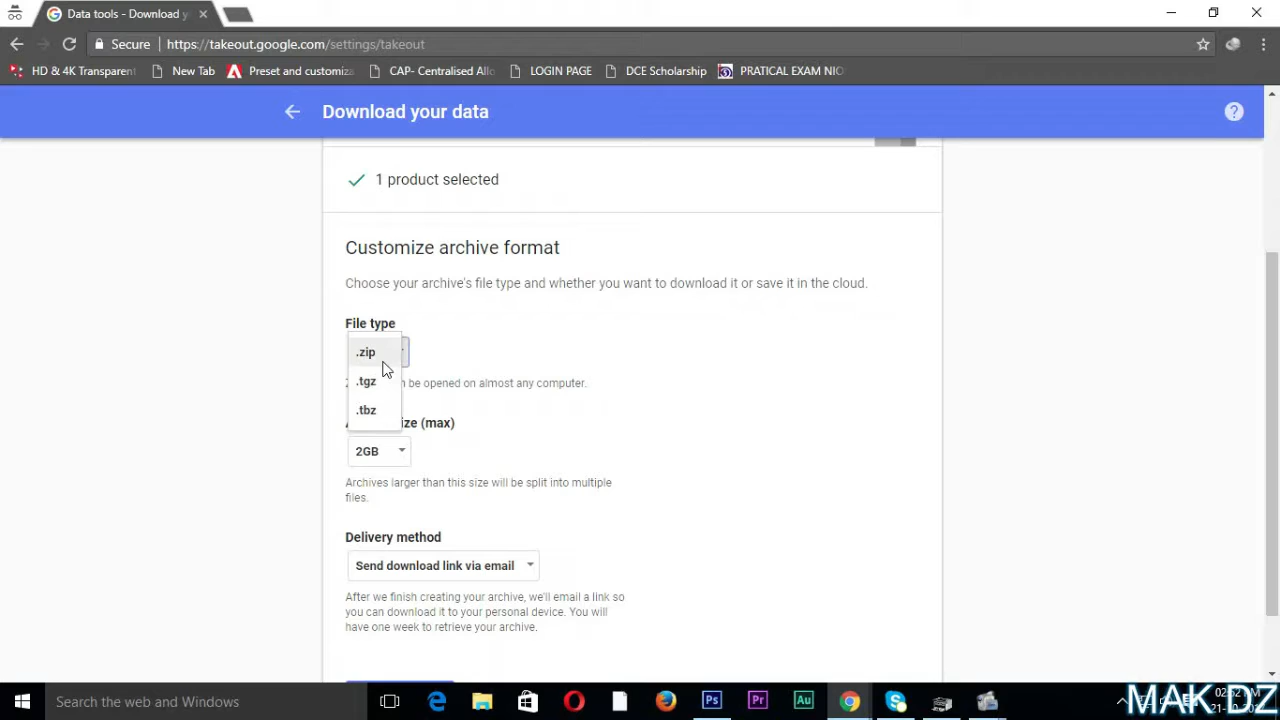 Data tools - Download y
Secure
https://takeout.google.com/settings/takeout
HD & 4K Transparen
New Tab
Preset and customiza
CAP- Centralised All
LOGIN PAGE
DCE Scholarship
PRATICAL EXAM NIC
Download your data
1 product selected
Customize archive format
Choose your archive's file type and whether you want to download it or save it in the cloud.
File type
.zip
.tgz
.tbz
be opened on almost any computer.
ize (max)
2GB
Archives larger than this size will be split into multiple
files.
Delivery method
Send download link via email
After we finish creating your archive, we'll email a link so
you can download it to your personal device. You will
have one week to retrieve your archive.
Search the web and Windows
Ps
Pr
Au
MAK DZ